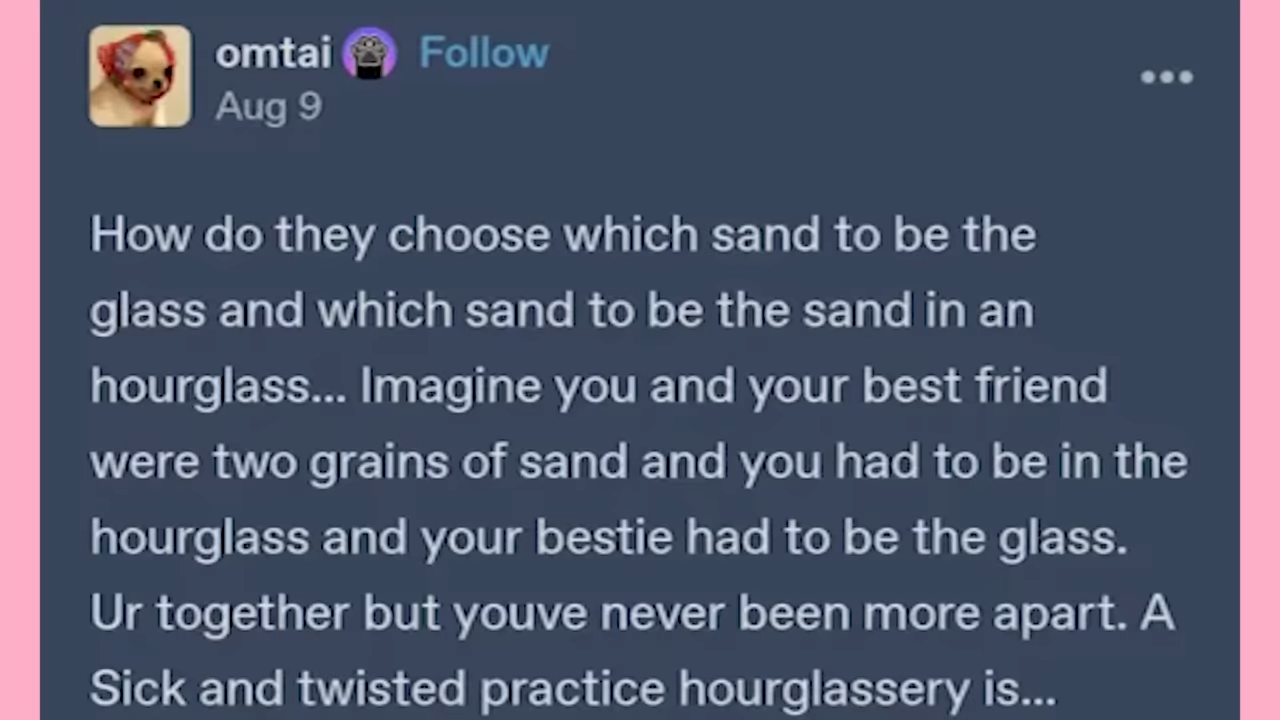 omtai Follow
Aug 9
How do they choose which sand to be the
glass and which sand to be the sand in an
hourglass... Imagine you and your best friend
were two grains of sand and you had to be in the
hourglass and your bestie had to be the glass.
Ur together but youve never been more apart. A
Sick and twisted practice hourglassery is...